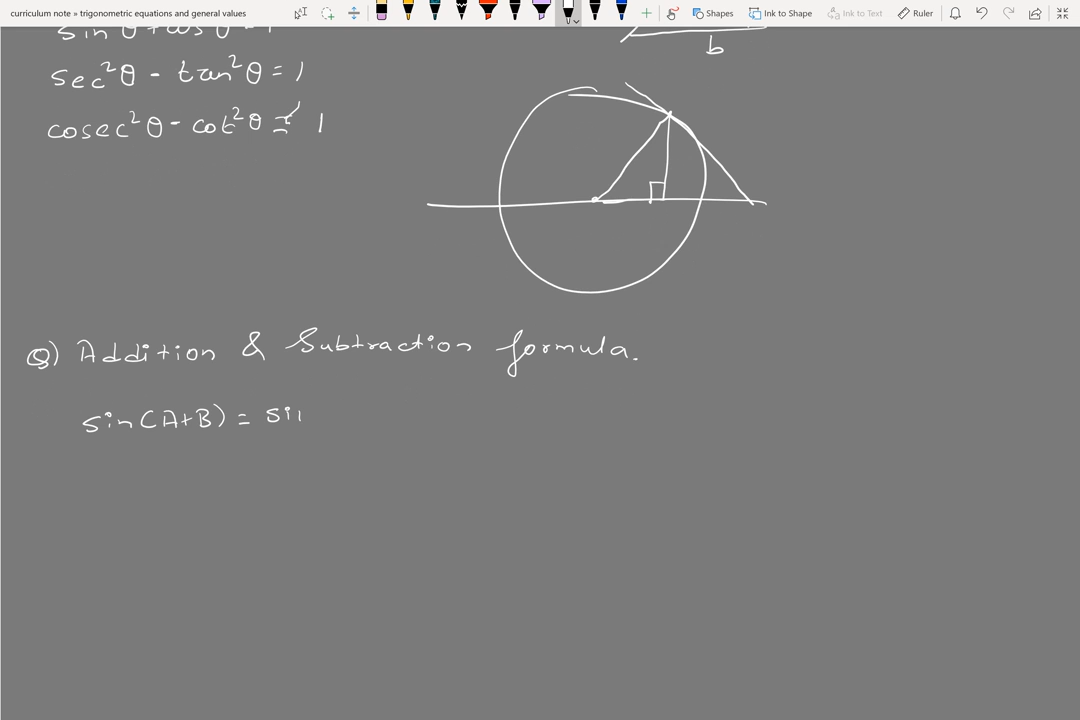 curriculum note » trigonometric equations and general values
Shapes
Ink to Shape
Ink to Text
Ruler
b
sec²θ - tan²θ = 1
cosec²θ - cot²θ = 1
Q) Addition & Subtraction formula.
sin(A+B) = sin